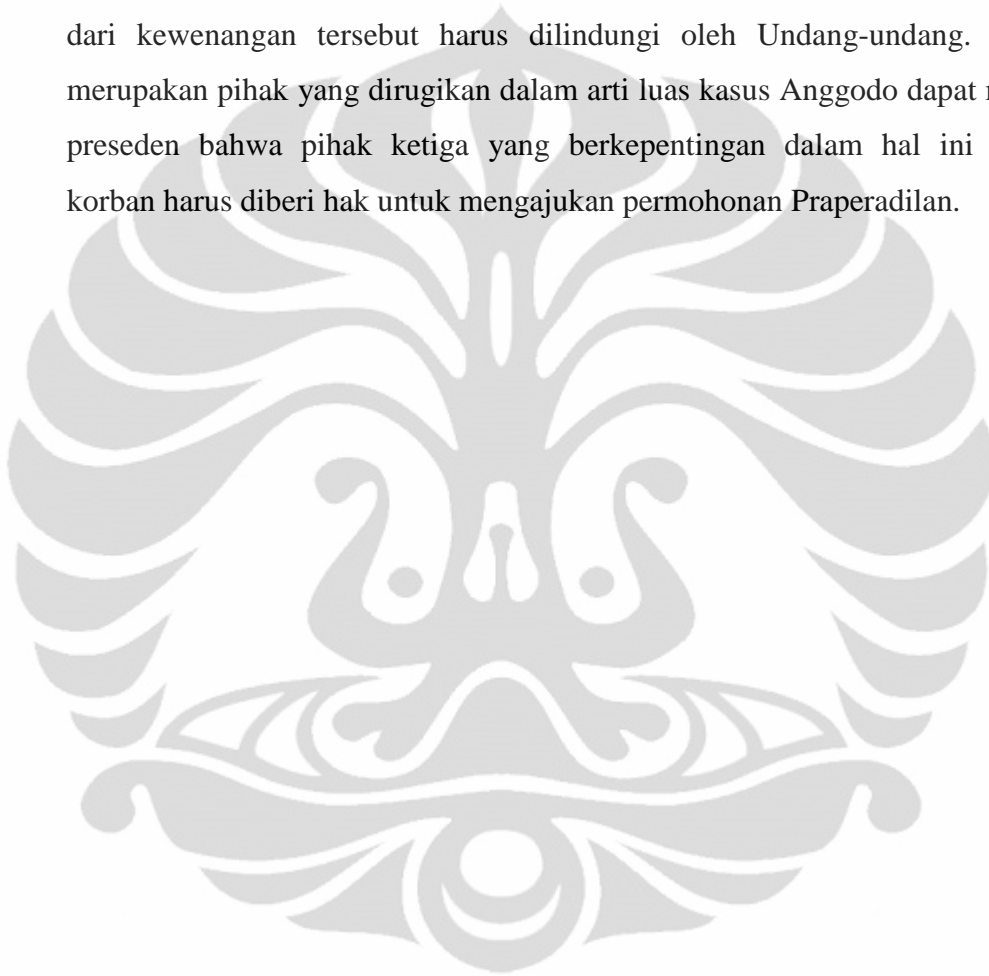 dari kewenangan tersebut harus dilindungi oleh Undang-undang.
merupakan pihak yang dirugikan dalam arti luas kasus Anggodo dapat
preseden bahwa pihak ketiga yang berkepentingan dalam hal ini
korban harus diberi hak untuk mengajukan permohonan Praperadilan.